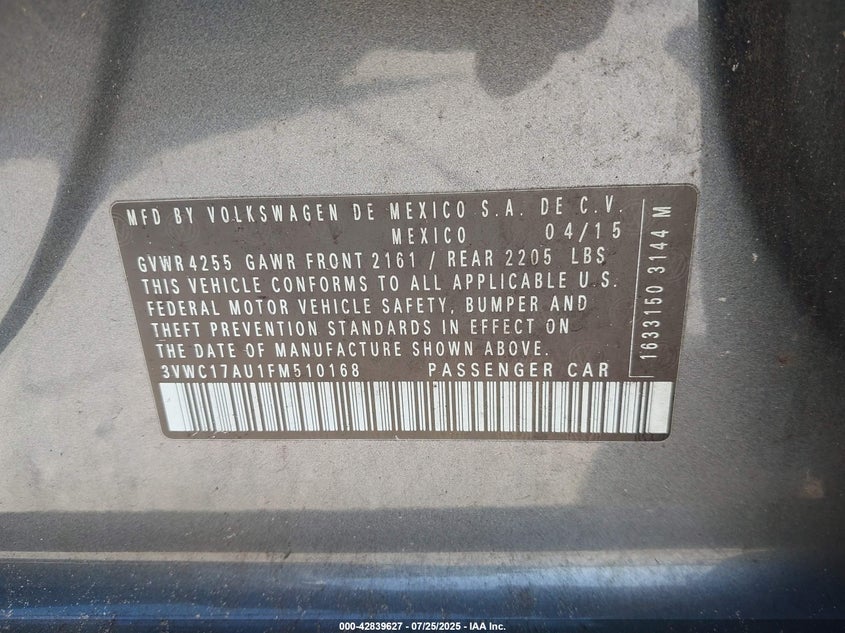 MFD BY VOLKSWAGEN DE MEXICO S.A. DE C.V.
MEXICO 04/15
GVWR4255 GAWR FRONT 2161 / REAR 2205 LBS
THIS VEHICLE CONFORMS TO ALL APPLICABLE U.S.
FEDERAL MOTOR VEHICLE SAFETY, BUMPER AND
THEFT PREVENTION STANDARDS IN EFFECT ON
THE DATE OF MANUFACTURE SHOWN ABOVE.
3VWC17AU1FM510168 PASSENGER CAR
1633150 3144 M
000-42839627 - 07/25/2025 - IAA Inc.